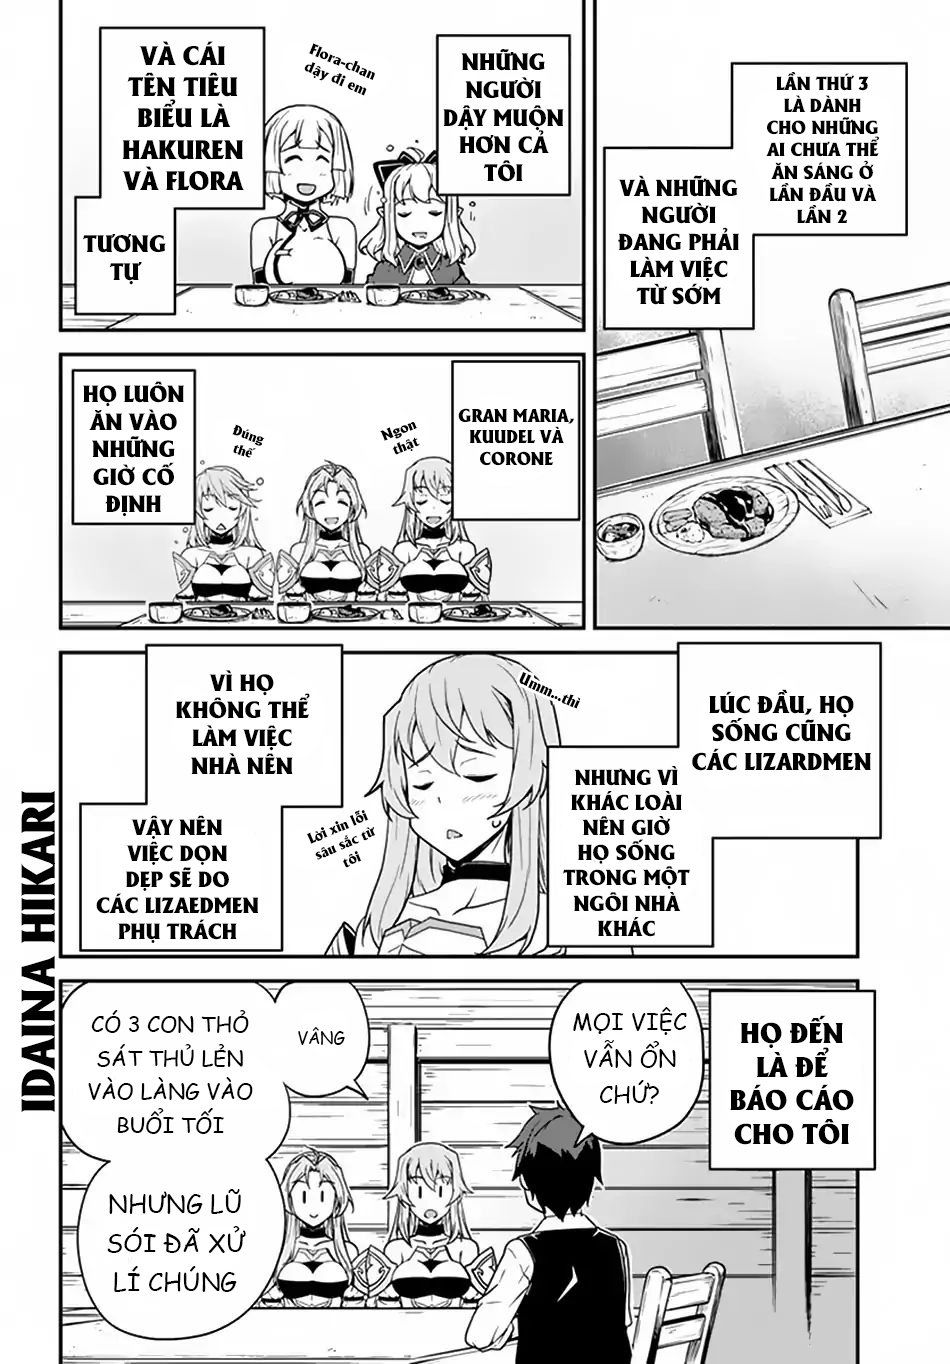 LẦN THỨ 3
LÀ DÀNH
CHO NHỮNG
AI CHƯA THỂ
ĂN SÁNG Ở
LẦN ĐẦU VÀ
LẦN 2
VÀ NHỮNG
NGƯỜI
ĐANG PHẢI
LÀM VIỆC
TỪ SỚM
NHỮNG
NGƯỜI
DẬY MUỘN
HƠN CẢ
TÔI
Flora-chan
dậy đi em
VÀ CÁI
TÊN TIÊU
BIỂU LÀ
HAKUREN
VÀ FLORA
TƯƠNG
TỰ
GRAN MARIA,
KUUDEL VÀ
CORONE
Ngon
thật
Đúng
thế
HỌ LUÔN
ĂN VÀO
NHỮNG
GIỜ CỐ
ĐỊNH
LÚC ĐẦU, HỌ
SỐNG CŨNG
CÁC LIZARDMEN
Umm...thì
NHƯNG VÌ
KHÁC LOÀI
NÊN GIỜ
HỌ SỐNG
TRONG MỘT
NGÔI NHÀ
KHÁC
VÌ HỌ
KHÔNG THỂ
LÀM VIỆC
NHÀ NÊN
Lời xin lỗi
sâu sắc từ
tôi
VẬY NÊN
VIỆC DỌN
DẸP SẼ DO
CÁC LIZAEDMEN
PHỤ TRÁCH
HỌ ĐẾN
LÀ ĐỂ
BÁO CÁO
CHO TÔI
MỌI VIỆC
VẪN ỔN
CHỨ?
VÂNG
CÓ 3 CON THỎ
SÁT THỦ LẺN
VÀO LÀNG VÀO
BUỔI TỐI
NHƯNG LŨ
SÓI ĐÃ XỬ
LÍ CHÚNG
IDAINA HIKARI